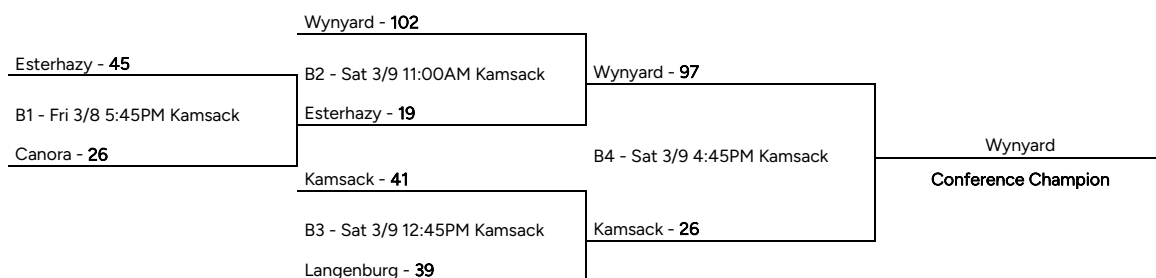 Wynyard - 102
Esterhazy - 45
B2 - Sat 3/9 11:00AM Kamsack
Wynyard - 97
B1 - Fri 3/8 5:45PM Kamsack
Esterhazy - 19
Canora - 26
B4 - Sat 3/9 4:45PM Kamsack
Wynyard
Kamsack - 41
Conference Champion
B3 - Sat 3/9 12:45PM Kamsack
Kamsack - 26
Langenburg - 39